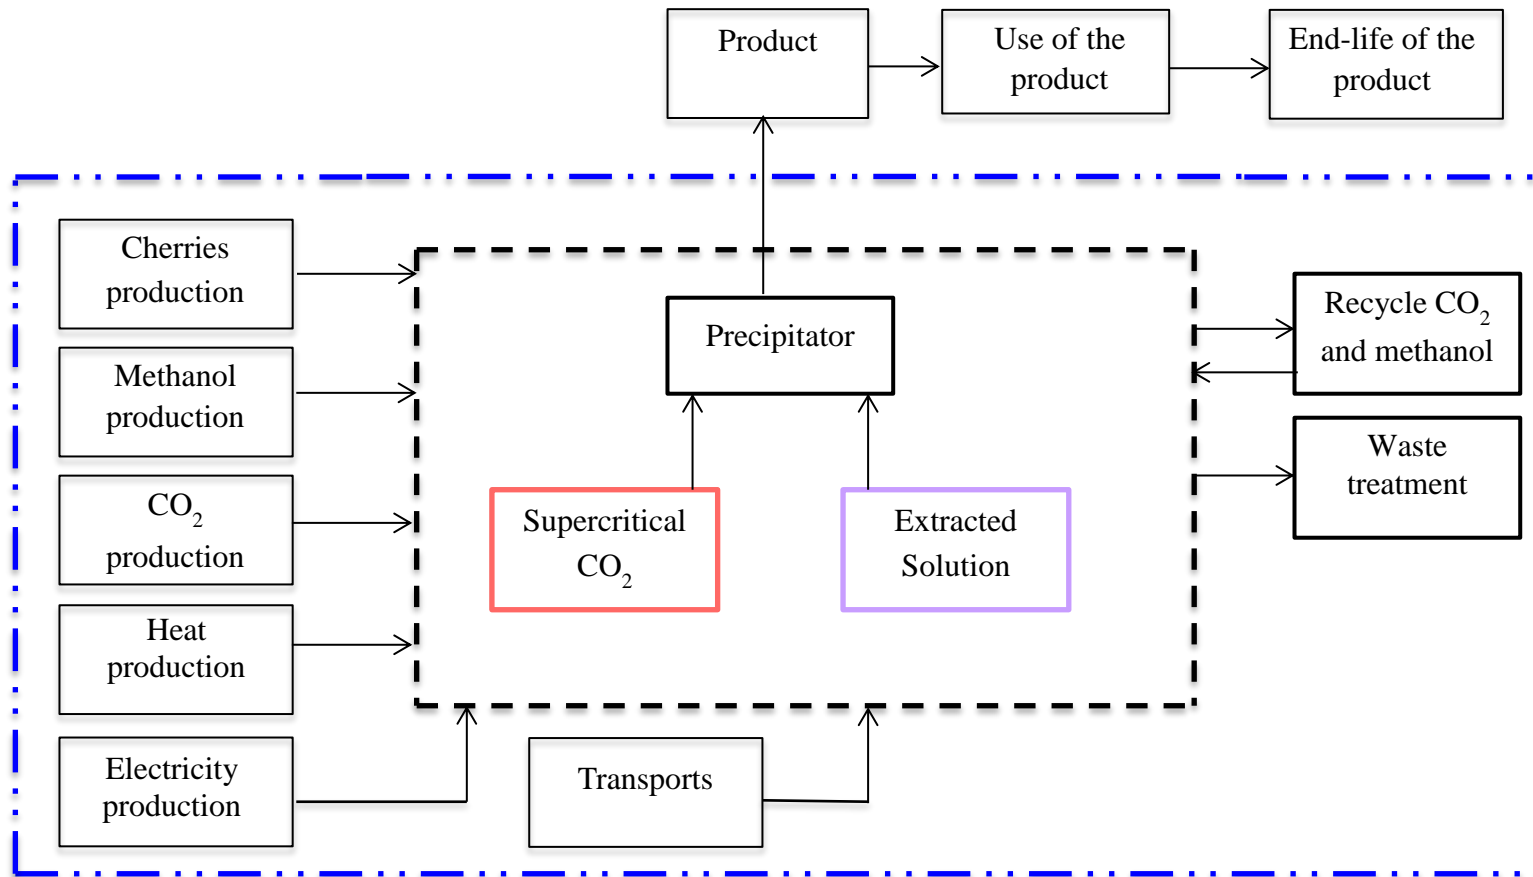 Product
Use of the
product
End-life of the
product
Cherries
production
Methanol
production
CO₂
production
Heat
production
Electricity
production
Transports
Precipitator
Supercritical
CO₂
Extracted
Solution
Recycle CO₂
and methanol
Waste
treatment